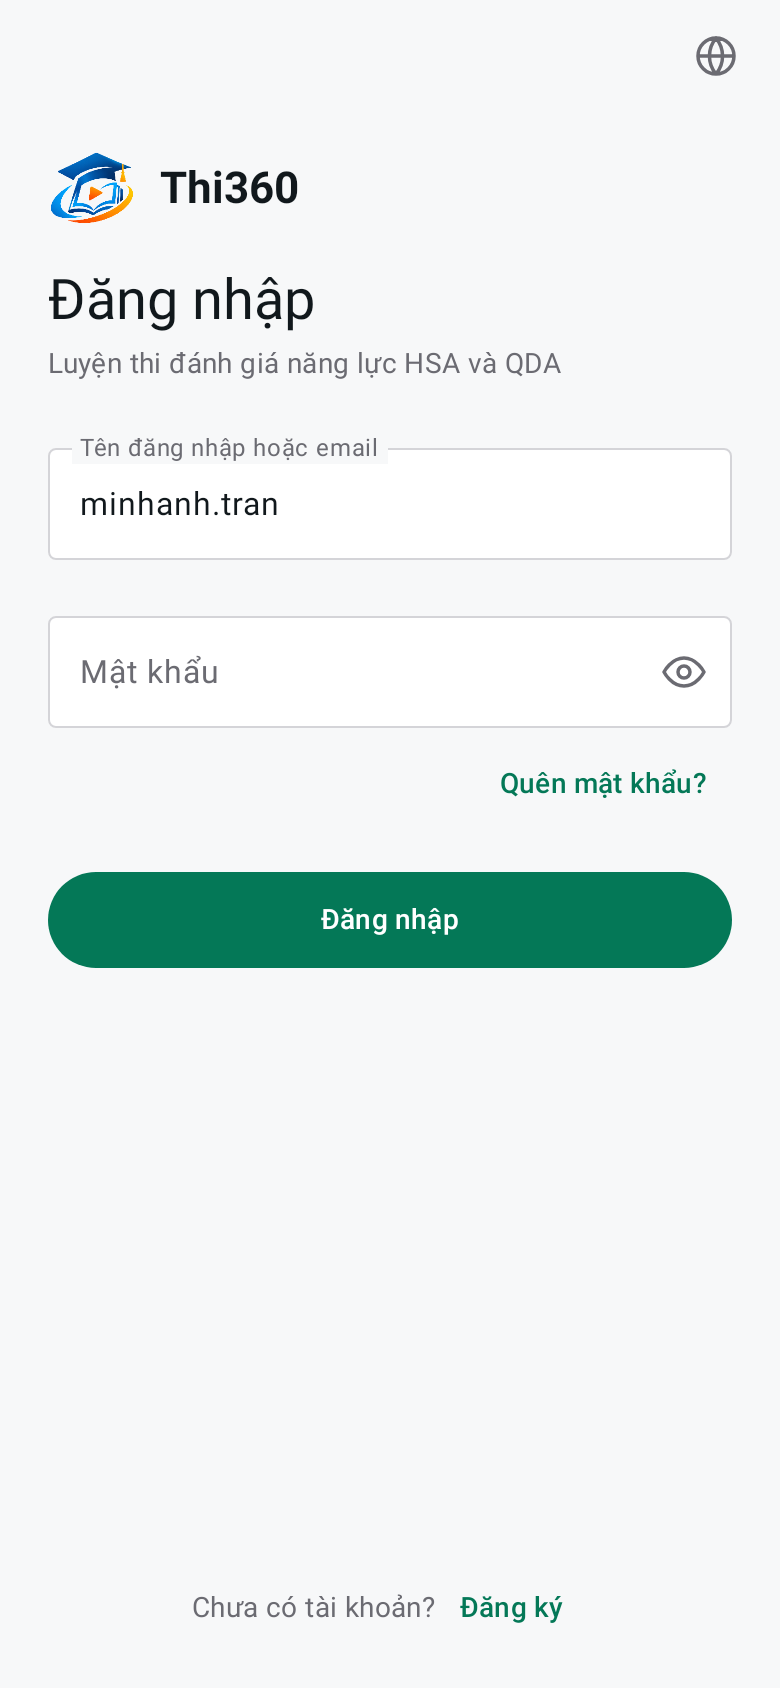 Thi360
Đăng nhập
Luyện thi đánh giá năng lực HSA và QDA
Tên đăng nhập hoặc email
minhanh.tran
Mật khẩu
Quên mật khẩu?
Đăng nhập
Chưa có tài khoản? Đăng ký